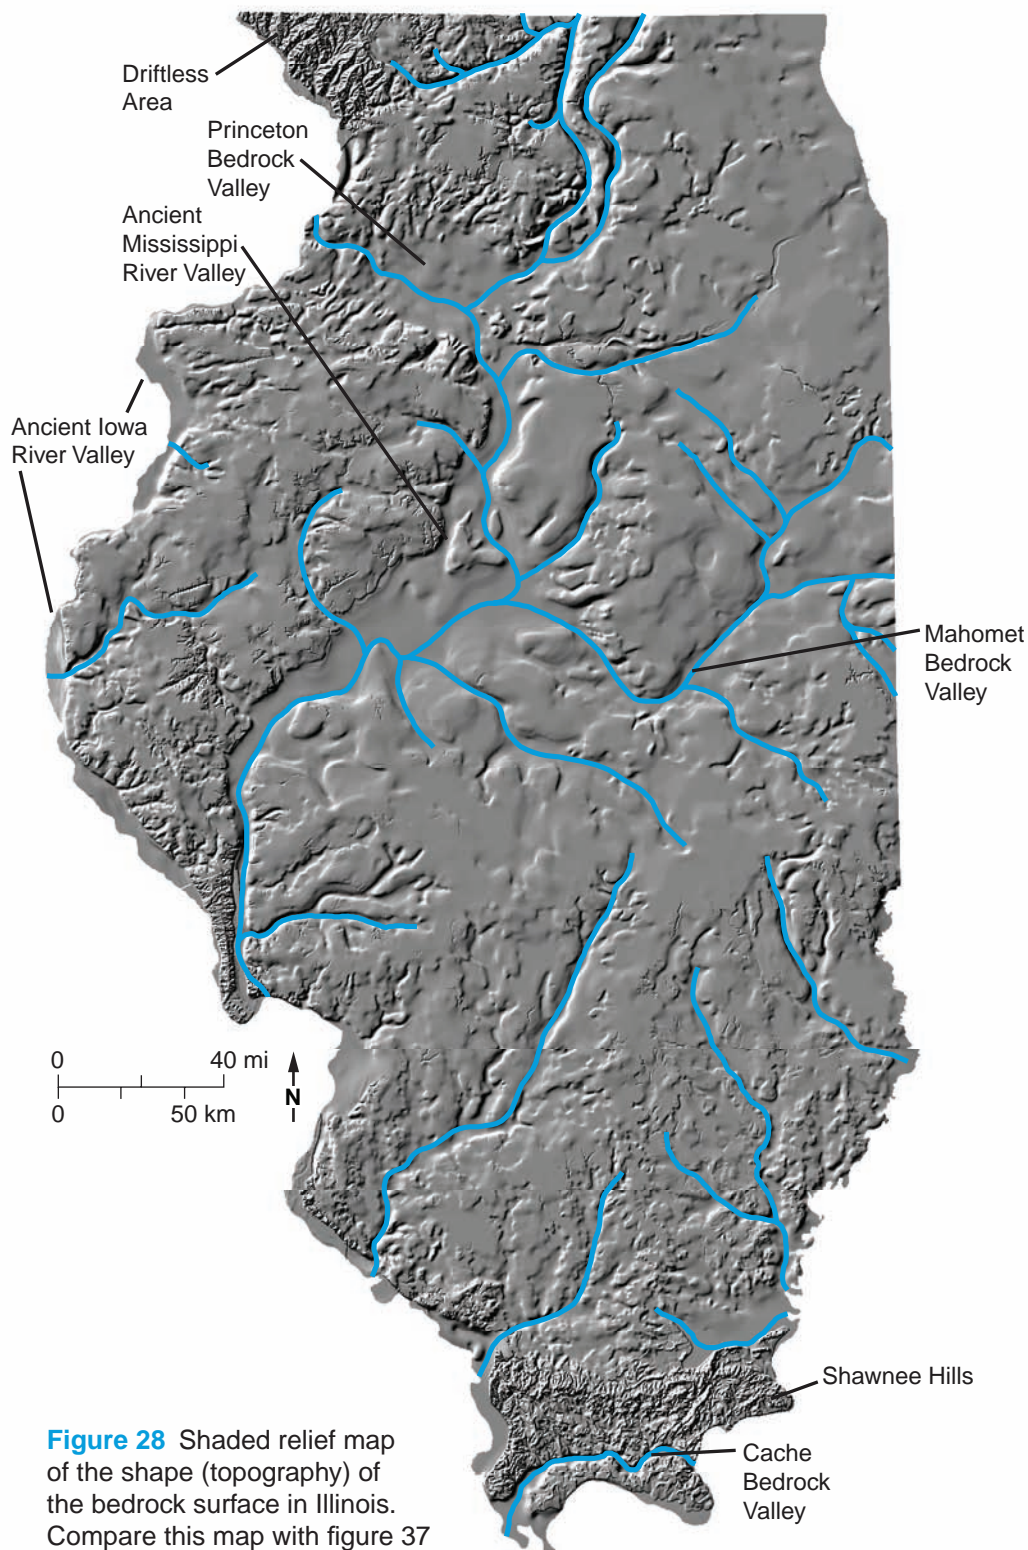 Driftless
Area
Princeton
Bedrock
Valley
Ancient
Mississippi
River Valley
Ancient Iowa
River Valley
Mahomet
Bedrock
Valley
0 40 mi
0 50 km
N
Shawnee Hills
Cache
Bedrock
Valley
Figure 28 Shaded relief map
of the shape (topography) of
the bedrock surface in Illinois.
Compare this map with figure 37